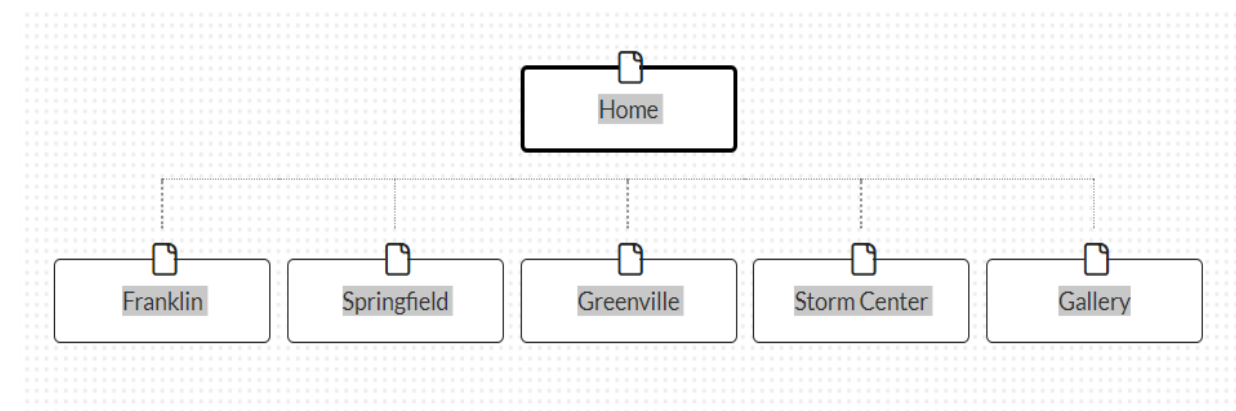 Home
Franklin
Springfield
Greenville
Storm Center
Gallery